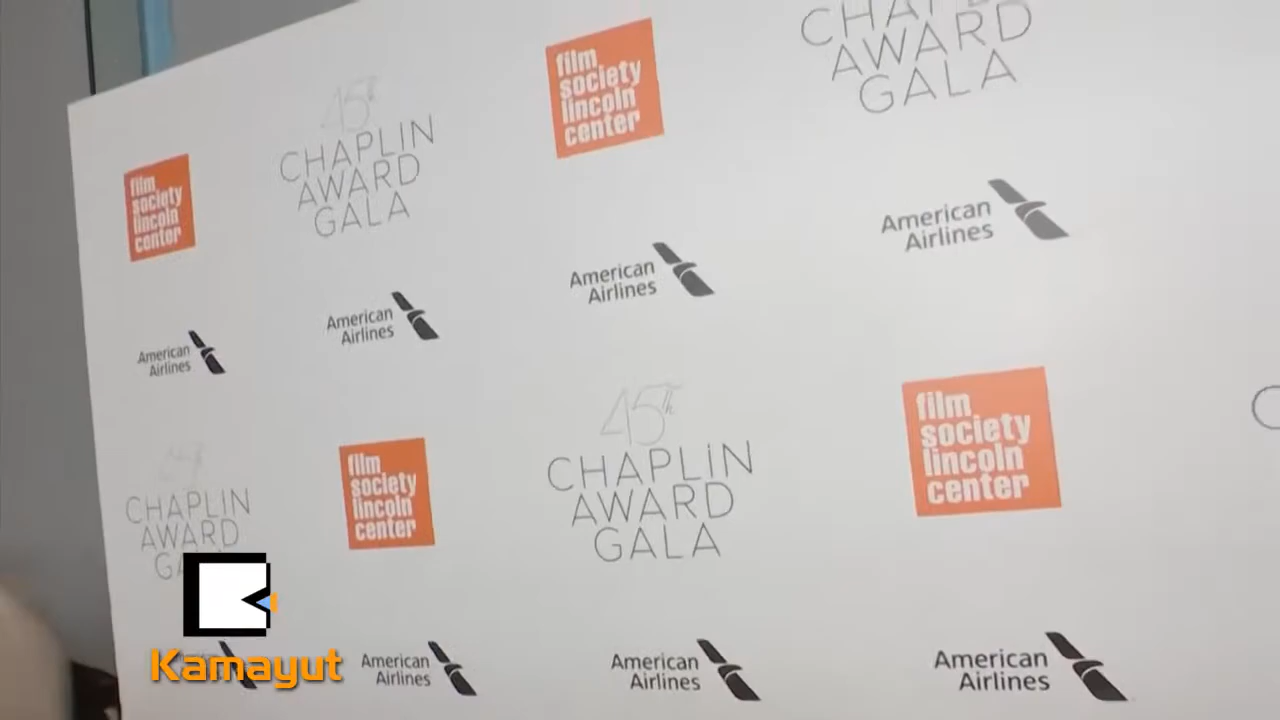 CHAPLIN
AWARD
GALA
film
society
lincoln
center
45th
CHAPLIN
AWARD
GALA
film
society
lincoln
center
American
Airlines
American
Airlines
American
Airlines
American
Airlines
film
society
lincoln
center
45th
CHAPLIN
AWARD
GALA
film
society
lincoln
center
CHAPLIN
AWARD
American
Airlines
American
Airlines
American
Airlines
Kamayut